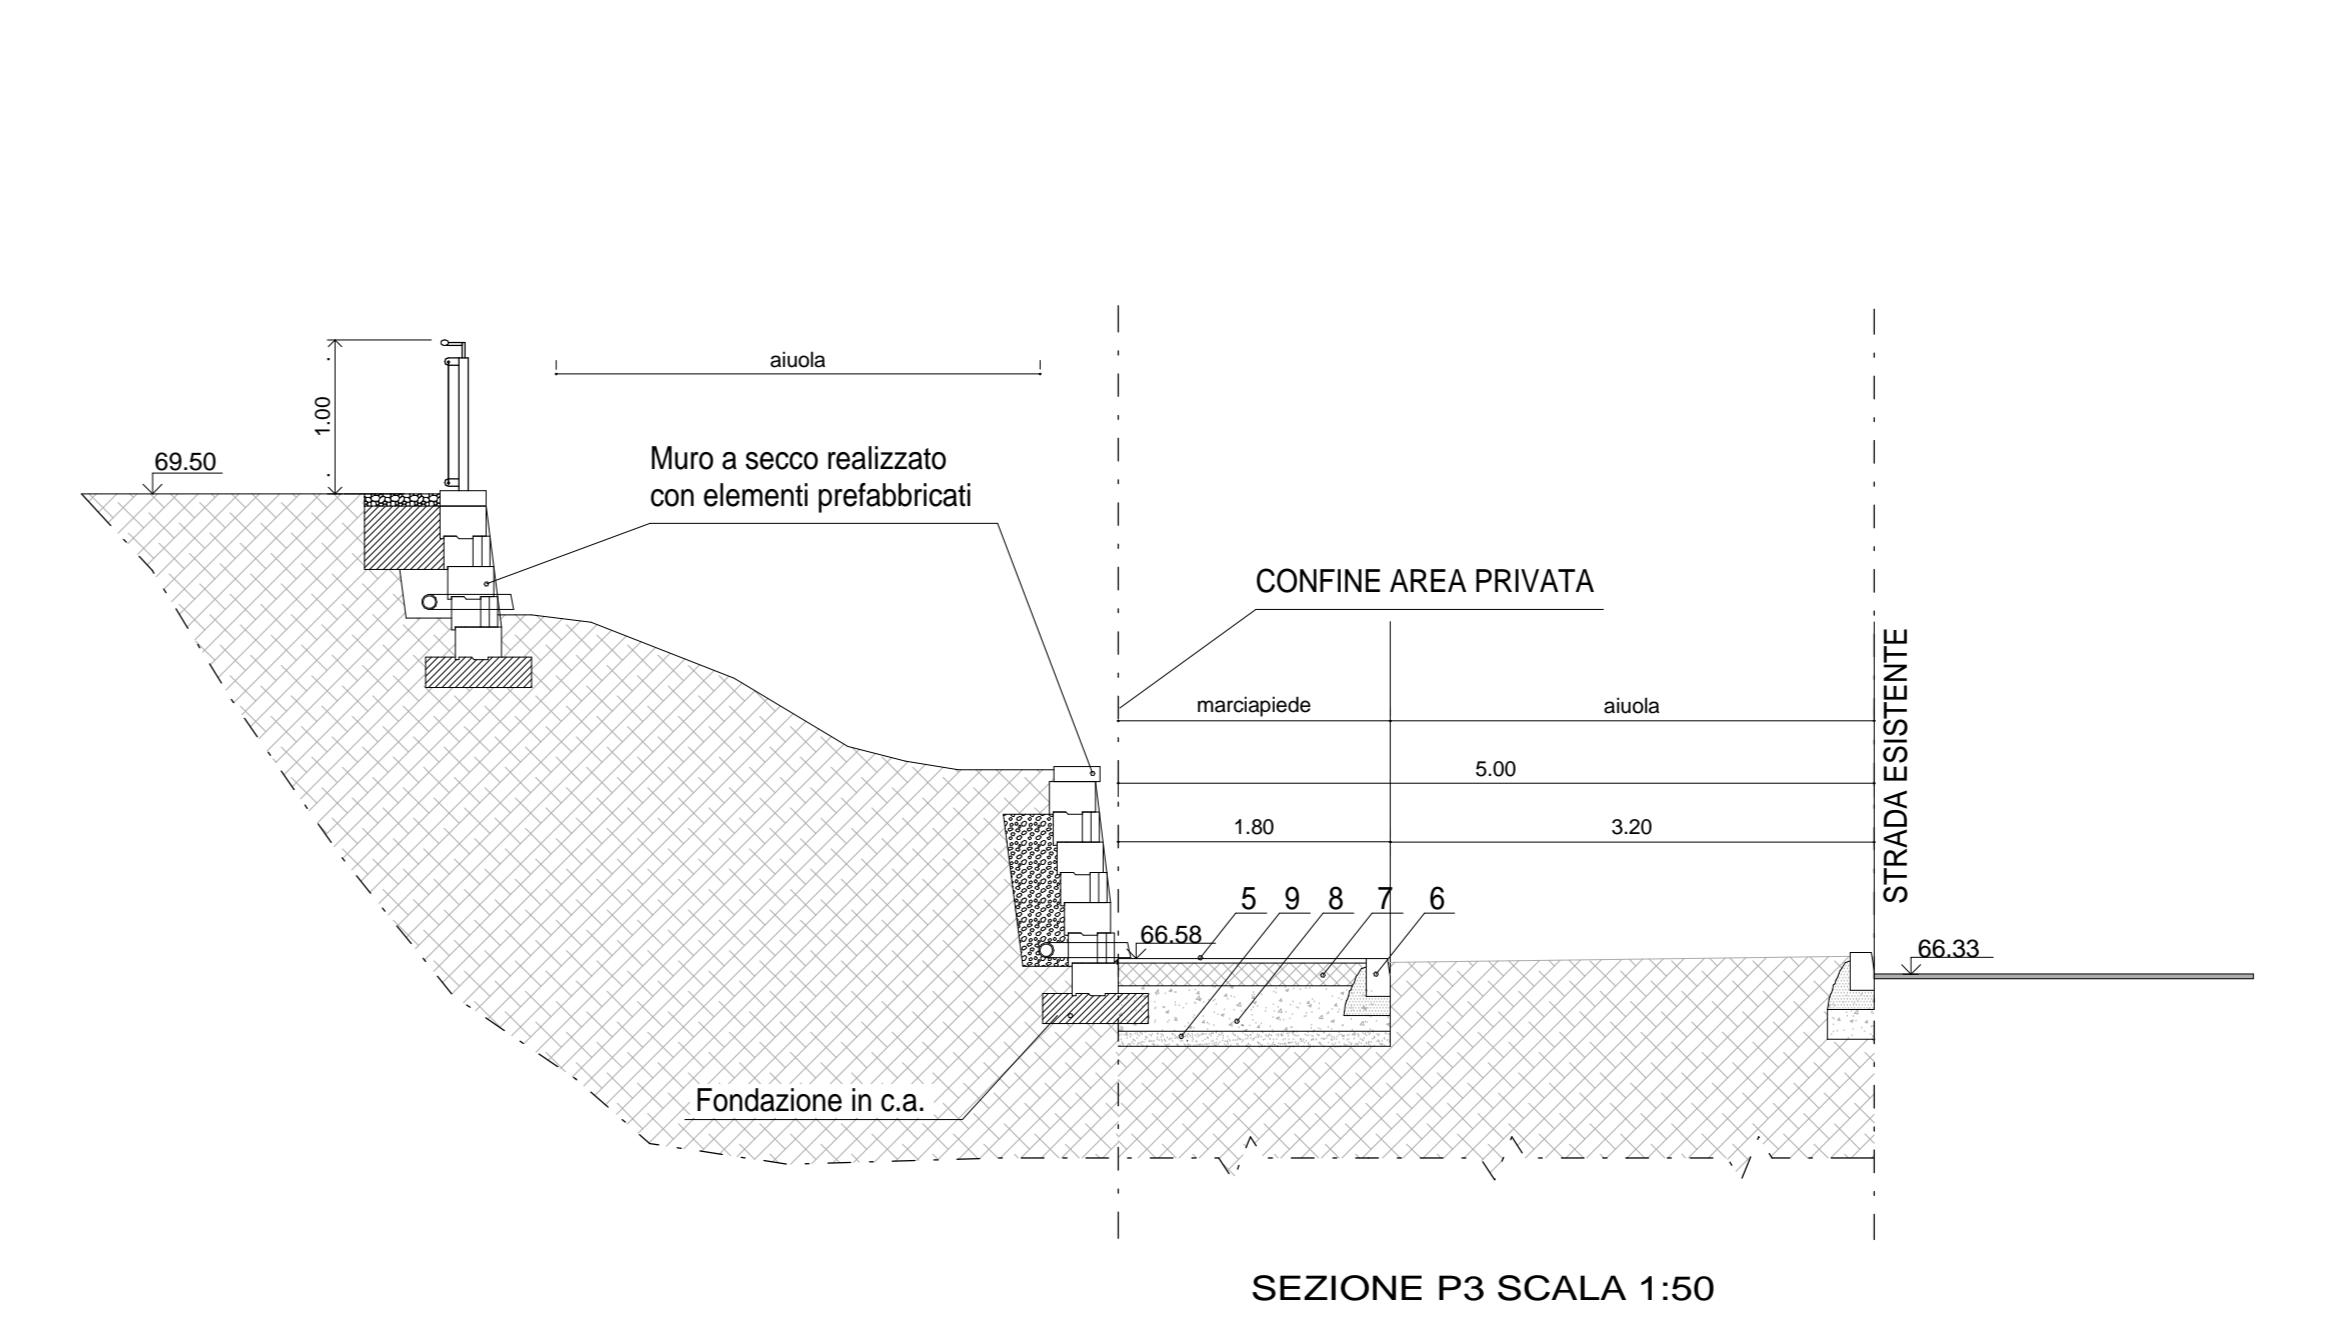 aiuola
1.00
69.50
Muro a secco realizzato
con elementi prefabbricati
CONFINE AREA PRIVATA
STRADA ESISTENTE
marciapiede
aiuola
5.00
1.80
3.20
5
9
8
7
6
66.58
66.33
Fondazione in c.a.
SEZIONE P3 SCALA 1:50